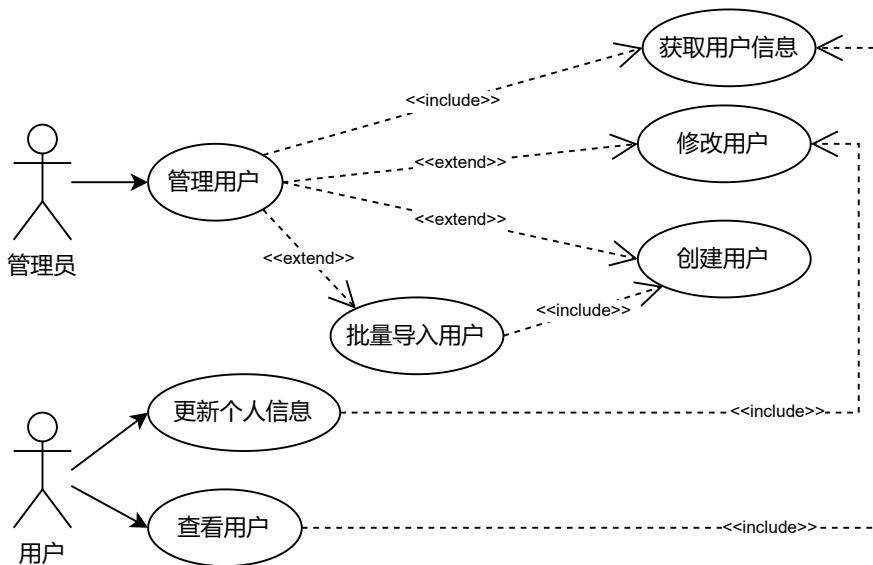 获取用户信息
<<include>>
修改用户
<<extend>>
管理用户
管理员
<<extend>>
创建用户
<<extend>>
<<include>>
批量导入用户
更新个人信息
<<include>>
用户
查看用户
<<include>>